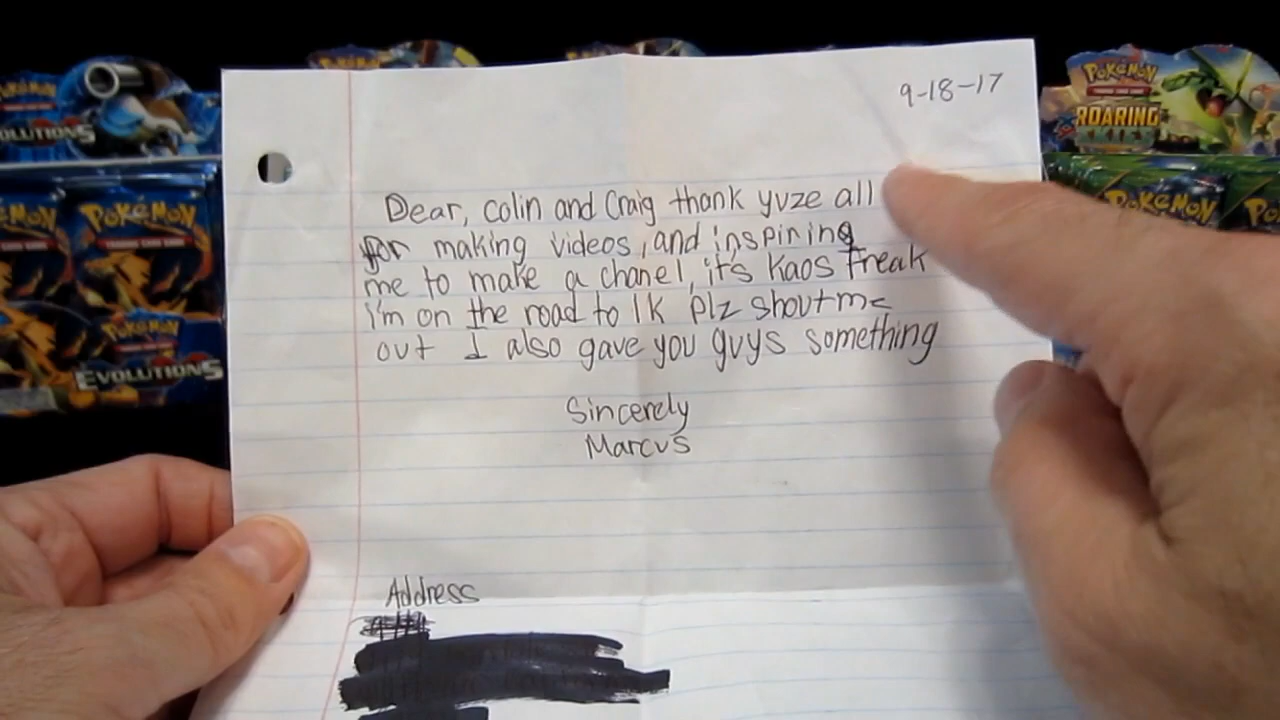 9-18-17
Dear, colin and Craig thank yuze all
for making videos, and inspiring
me to make a chanel, it's Kaos freak
i'm on the road to 1K plz shout me
out I also gave you guys something
Sincerely
Marcus
Address
POKÉMON
EVOLUTIONS
POKÉMON
POKÉMON
EVOLUTIONS
POKÉMON
ROARING
SKIES
POKÉMON